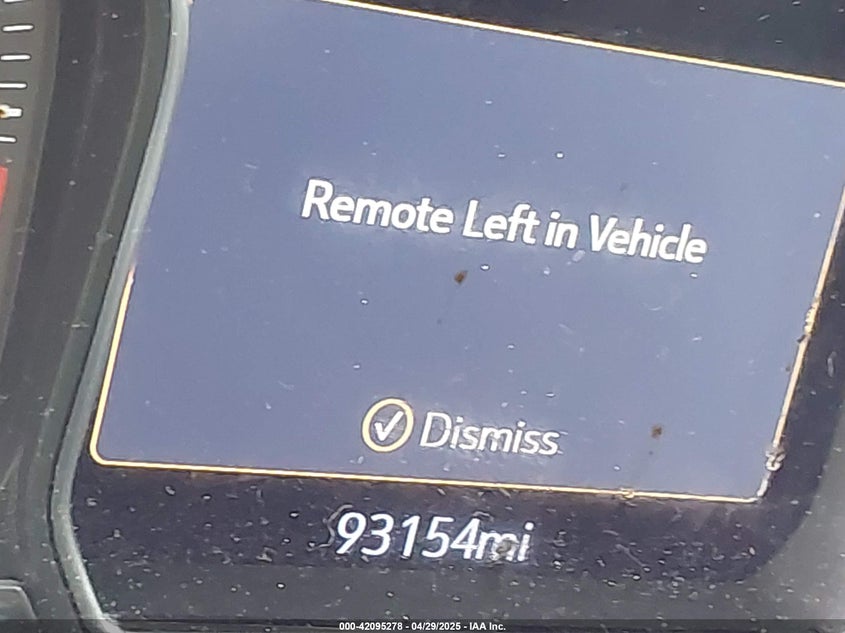 Remote Left in Vehicle
Dismiss
93154mi
000-42095278 - 04/29/2025 - IAA Inc.